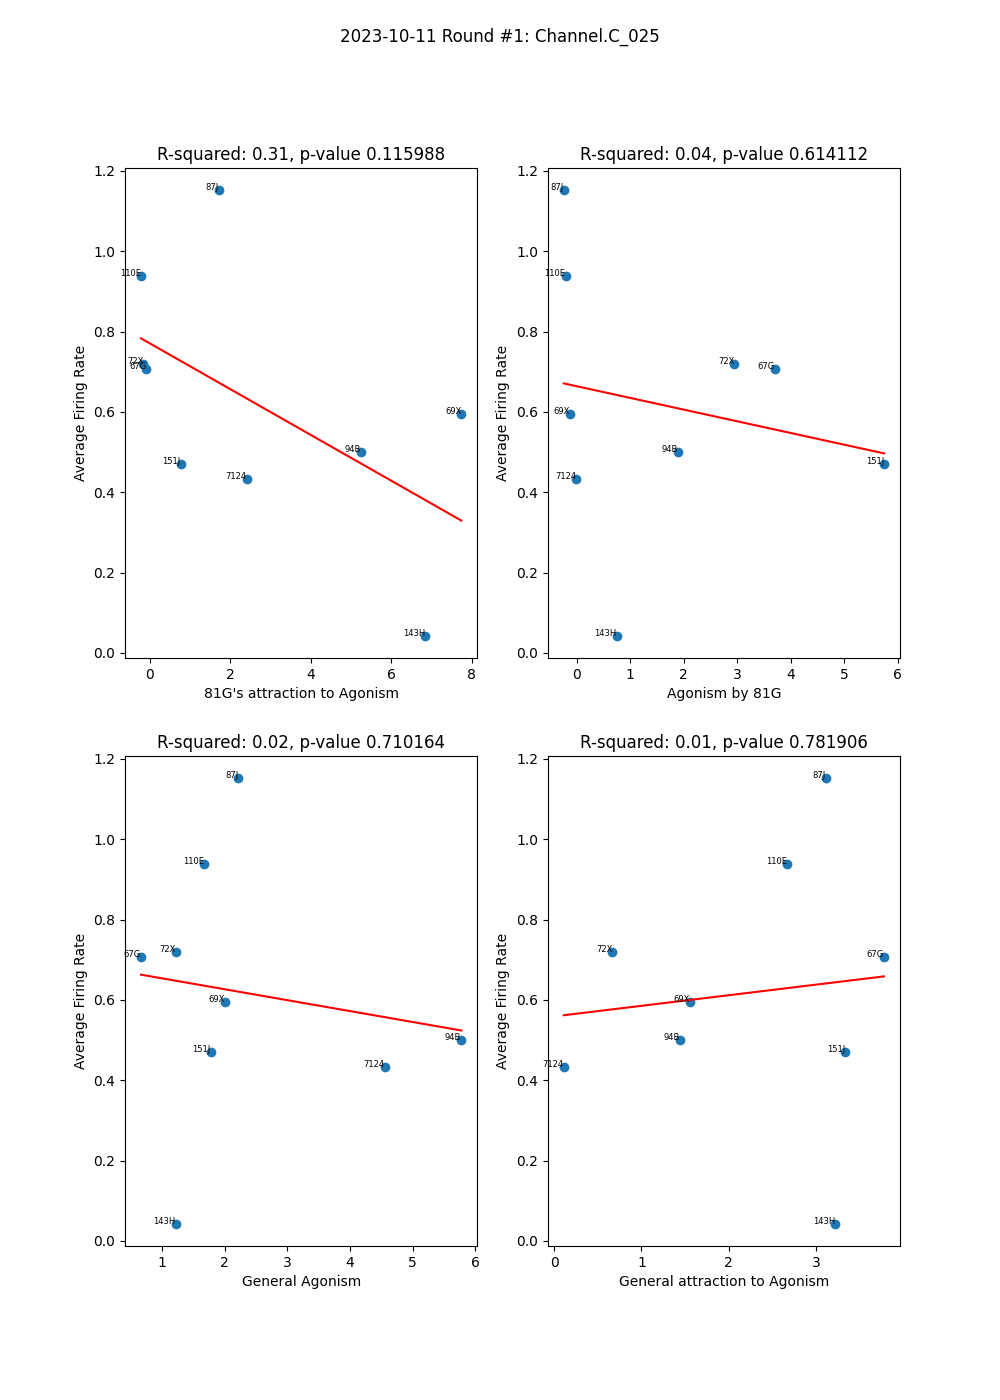 2023-10-11 Round #1: Channel.C_025
R-squared: 0.31, p-value 0.115988
1.2
1.0
0.8
0.6
0.4
0.2
0.0
Average Firing Rate
87J
110E
72X
67G
69X
94B
151J
7124
143H
0 2 4 6 8
81G's attraction to Agonism
R-squared: 0.04, p-value 0.614112
1.2
1.0
0.8
0.6
0.4
0.2
0.0
Average Firing Rate
87J
110E
72X
67G
69X
94B
151J
7124
143H
0 1 2 3 4 5 6
Agonism by 81G
R-squared: 0.02, p-value 0.710164
1.2
1.0
0.8
0.6
0.4
0.2
0.0
Average Firing Rate
87J
110E
72X
67G
69X
94B
151J
7124
143H
1 2 3 4 5 6
General Agonism
R-squared: 0.01, p-value 0.781906
1.2
1.0
0.8
0.6
0.4
0.2
0.0
Average Firing Rate
87J
110E
72X
67G
69X
94B
151J
7124
143H
0 1 2 3
General attraction to Agonism